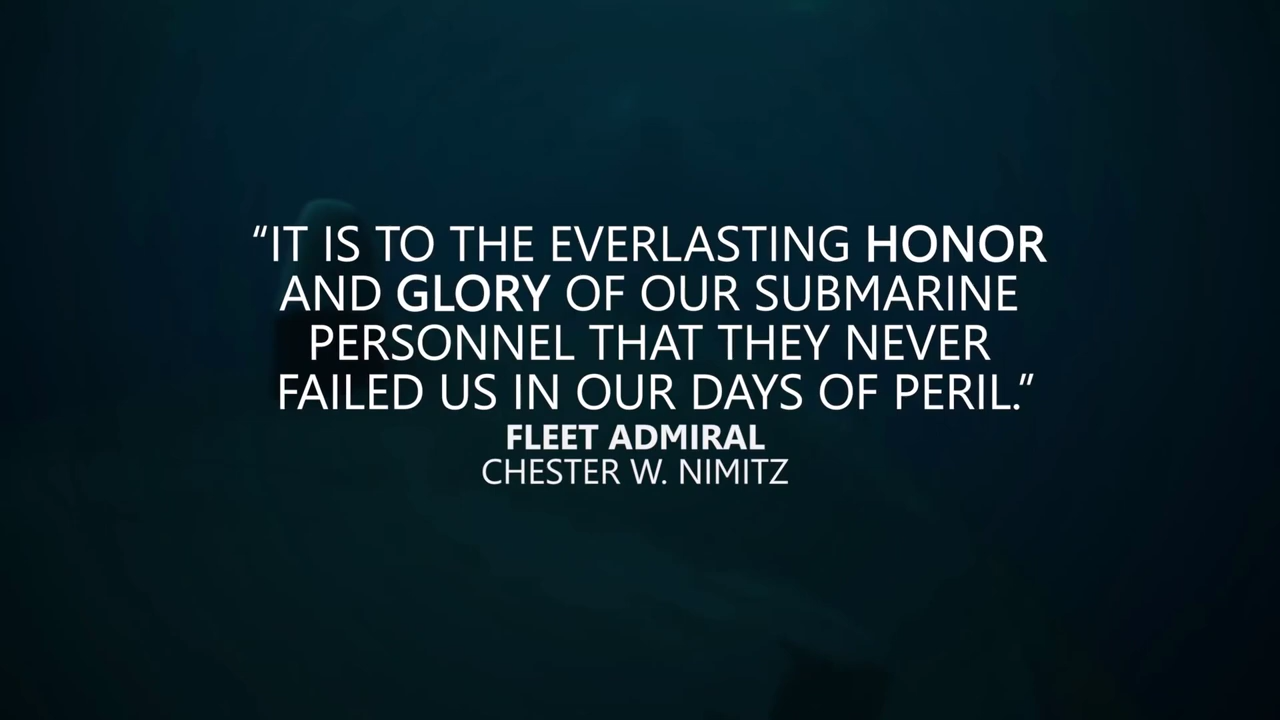 “IT IS TO THE EVERLASTING HONOR
AND GLORY OF OUR SUBMARINE
PERSONNEL THAT THEY NEVER
FAILED US IN OUR DAYS OF PERIL.”
FLEET ADMIRAL
CHESTER W. NIMITZ